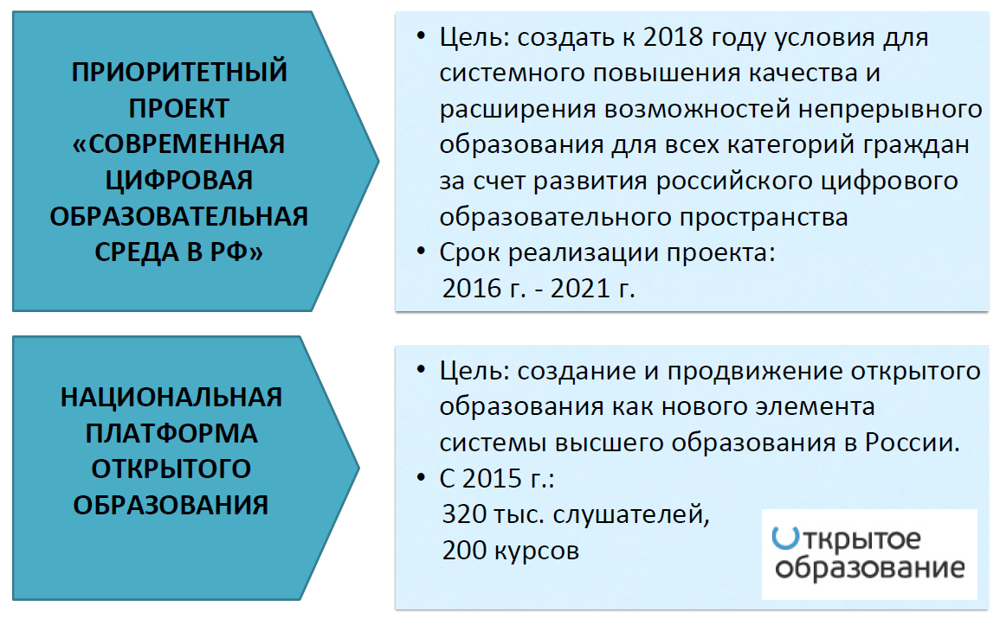 ПРИОРИТЕТНЫЙ
ПРОЕКТ
«СОВРЕМЕННАЯ
ЦИФРОВАЯ
ОБРАЗОВАТЕЛЬНАЯ
СРЕДА В РФ»
• Цель: создать к 2018 году условия для
системного повышения качества и
расширения возможностей непрерывного
образования для всех категорий граждан
за счет развития российского цифрового
образовательного пространства
• Срок реализации проекта:
2016 г. - 2021 г.
НАЦИОНАЛЬНАЯ
ПЛАТФОРМА
ОТКРЫТОГО
ОБРАЗОВАНИЯ
• Цель: создание и продвижение открытого
образования как нового элемента
системы высшего образования в России.
• С 2015 г.:
320 тыс. слушателей,
200 курсов
Открытое
образование